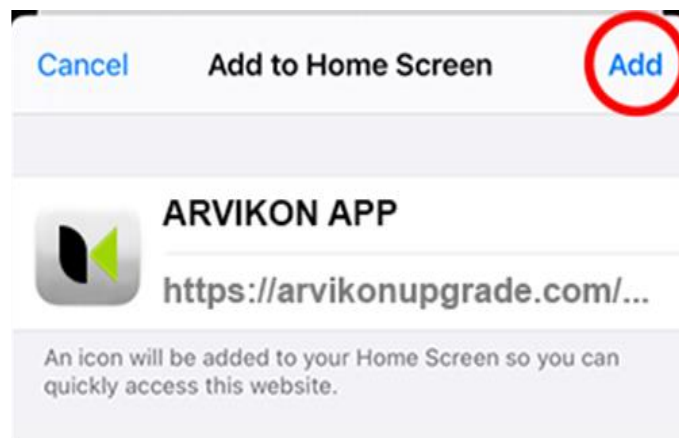 Cancel Add to Home Screen Add
ARVIKON APP
https://arvikonupgrade.com/...
An icon will be added to your Home Screen so you can
quickly access this website.